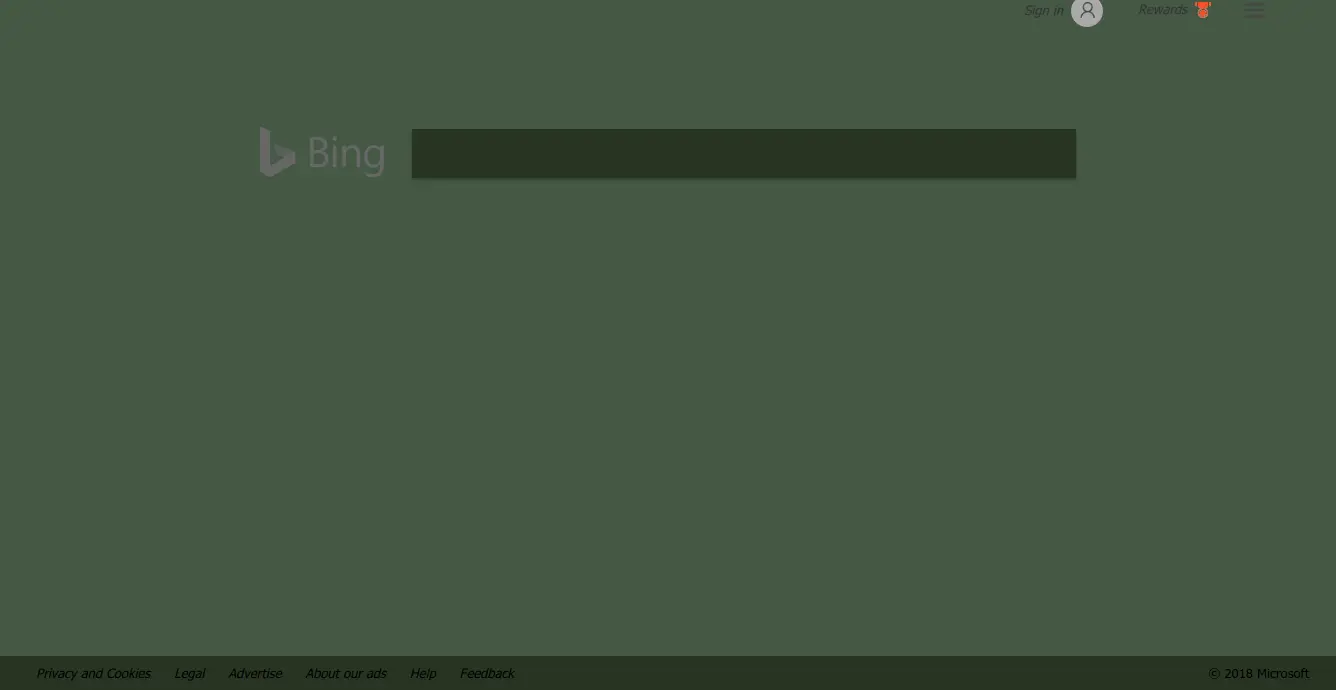 Sign in Rewards
Bing
Privacy and Cookies Legal Advertise About our ads Help Feedback © 2018 Microsoft